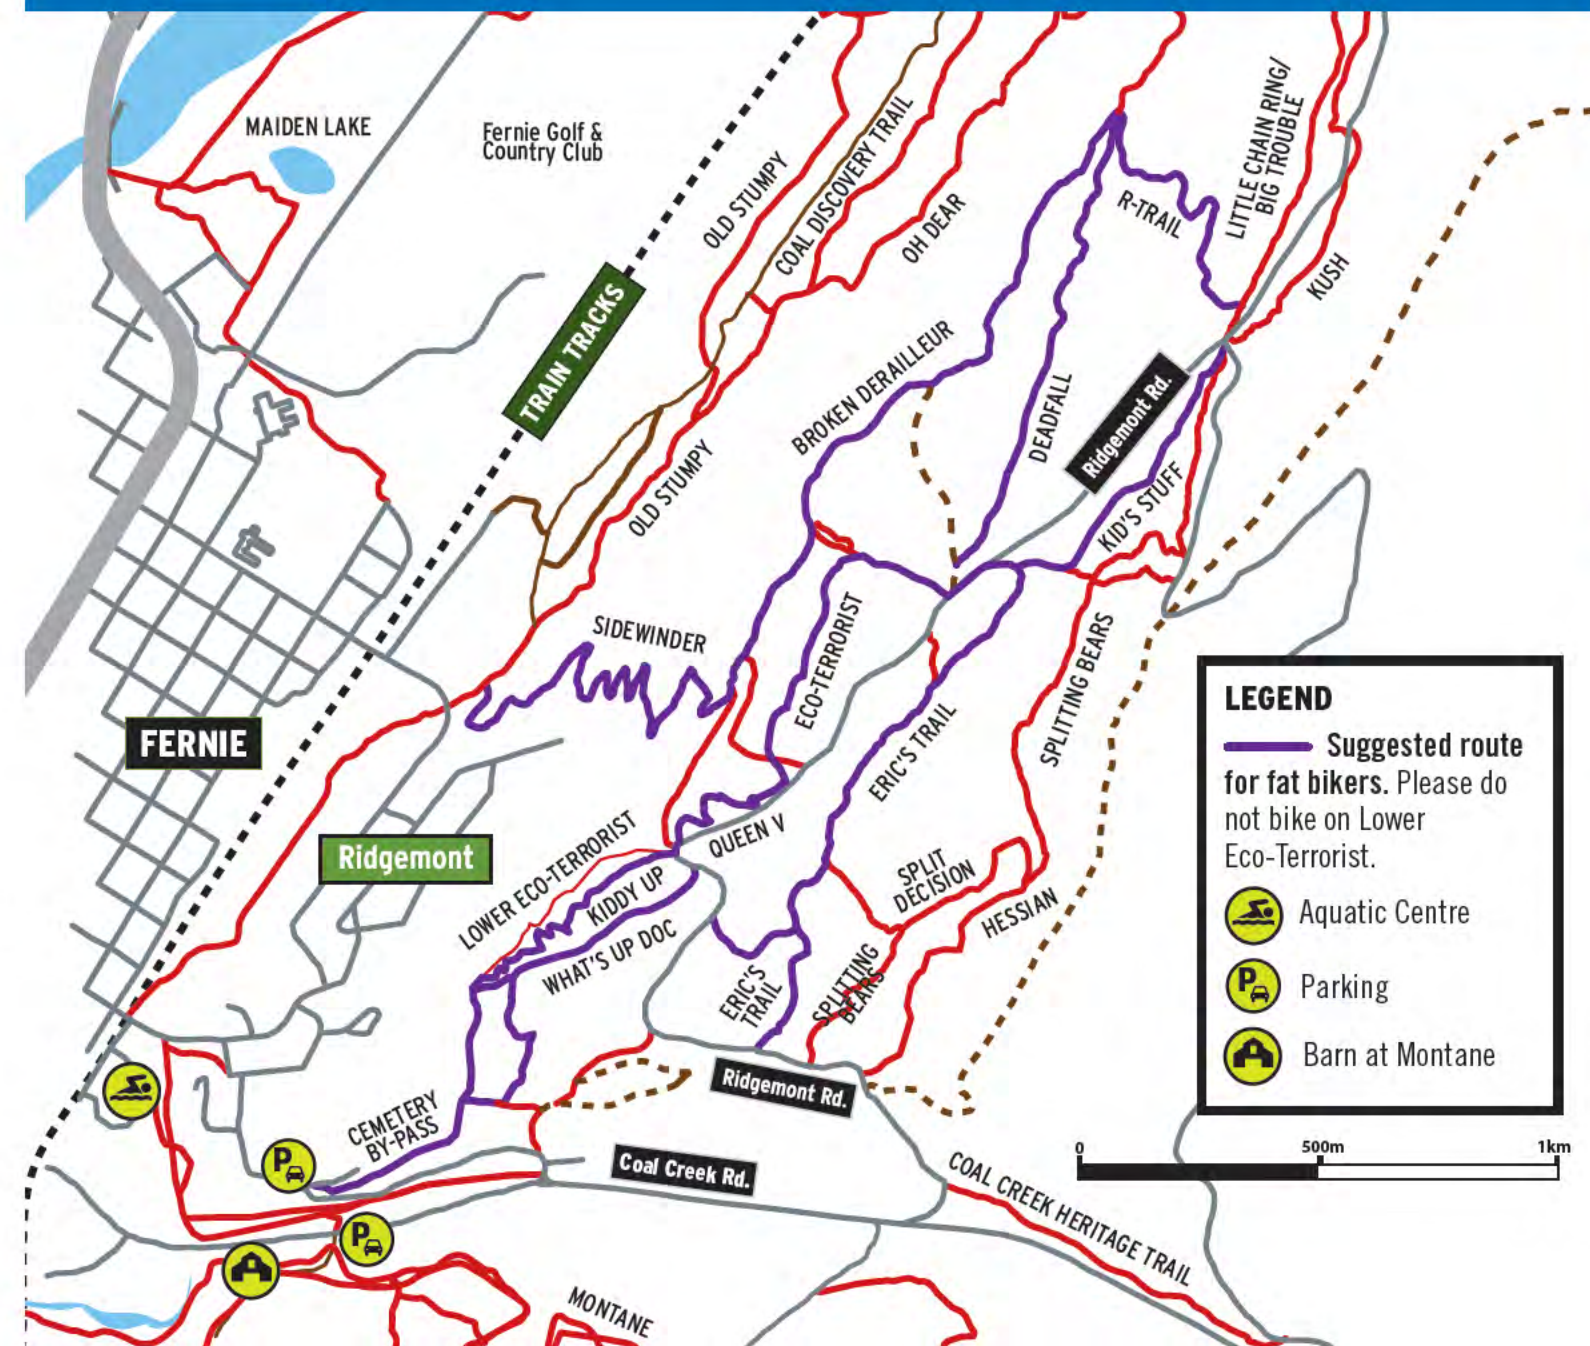 MAIDEN LAKE
Fernie Golf &
Country Club
OLD STUMPY
COAL DISCOVERY TRAIL
OH DEAR
R-TRAIL
LITTLE CHAIN RING/
BIG TROUBLE
KUSH
TRAIN TRACKS
BROKEN DERAILLEUR
DEADFALL
Ridgemont Rd.
OLD STUMPY
KID'S STUFF
SIDEWINDER
ECO-TERRORIST
SPLITTING BEARS
ERIC'S TRAIL
FERNIE
Ridgemont
LOWER ECO-TERRORIST
QUEEN V
KIDDY UP
WHAT'S UP DOC
SPLIT
DECISION
HESSIAN
ERIC'S
TRAIL
SPLITTING
BEARS
Ridgemont Rd.
CEMETERY
BY-PASS
P
Coal Creek Rd.
P
COAL CREEK HERITAGE TRAIL
MONTANE
LEGEND
Suggested route
for fat bikers. Please do
not bike on Lower
Eco-Terrorist.
Aquatic Centre
P
Parking
Barn at Montane
0 500m 1km